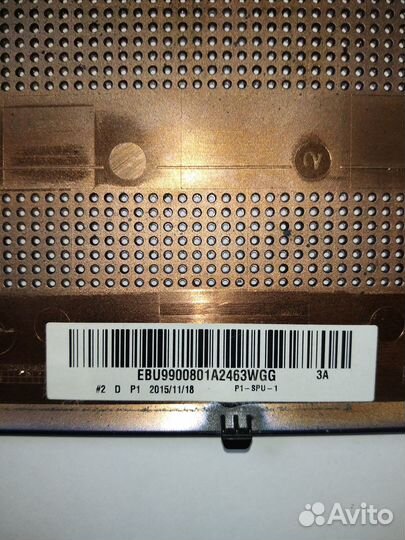 EBU9900801A2463WGG 3A
#2 D P1 2015/11/18 P1-SPU-1
Avito